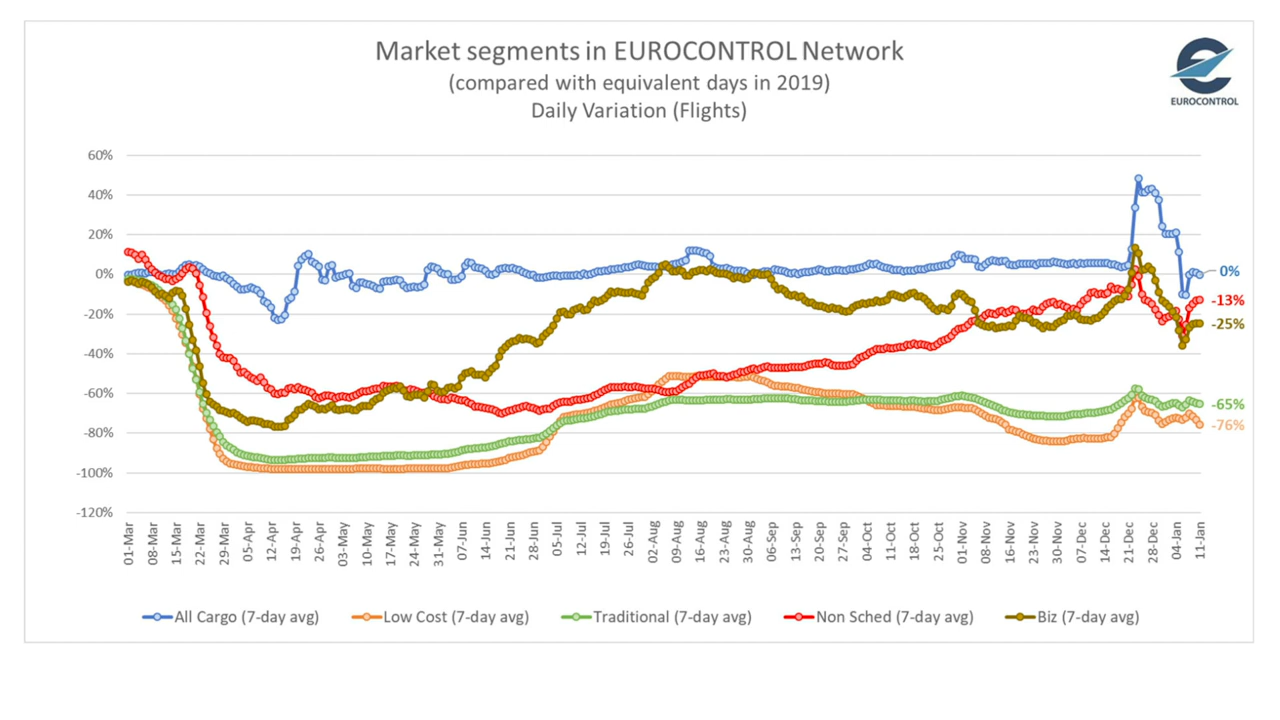 Market segments in EUROCONTROL Network
(compared with equivalent days in 2019)
Daily Variation (Flights)
EUROCONTROL
60%
40%
20%
0%
-20%
-40%
-60%
-80%
-100%
-120%
0%
-13%
-25%
-65%
-76%
01-Mar
08-Mar
15-Mar
22-Mar
29-Mar
05-Apr
12-Apr
19-Apr
26-Apr
03-May
10-May
17-May
24-May
31-May
07-Jun
14-Jun
21-Jun
28-Jun
05-Jul
12-Jul
19-Jul
26-Jul
02-Aug
09-Aug
16-Aug
23-Aug
30-Aug
06-Sep
13-Sep
20-Sep
27-Sep
04-Oct
11-Oct
18-Oct
25-Oct
01-Nov
08-Nov
16-Nov
23-Nov
30-Nov
07-Dec
14-Dec
21-Dec
28-Dec
04-Jan
11-Jan
All Cargo (7-day avg)
Low Cost (7-day avg)
Traditional (7-day avg)
Non Sched (7-day avg)
Biz (7-day avg)